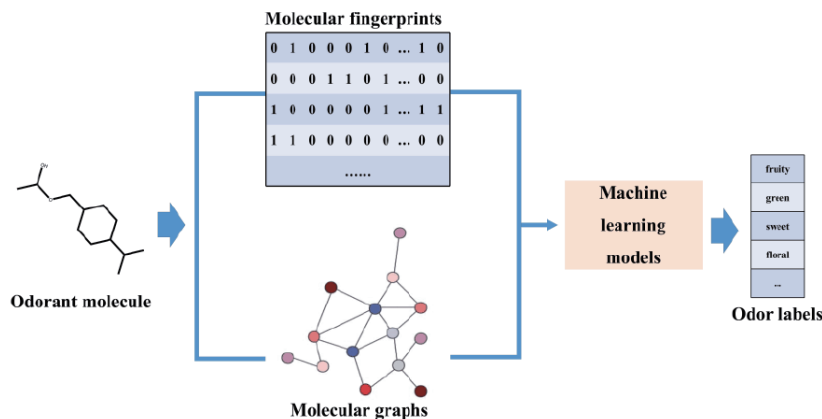 Molecular fingerprints
0 1 0 0 0 1 0 ... 1 0
0 0 0 1 1 0 1 ... 0 0
1 0 0 0 0 0 1 ... 1 1
1 1 0 0 0 0 0 ... 0 0
......
OH
O
Odorant molecule
Molecular graphs
Machine
learning
models
fruity
green
sweet
floral
...
Odor labels